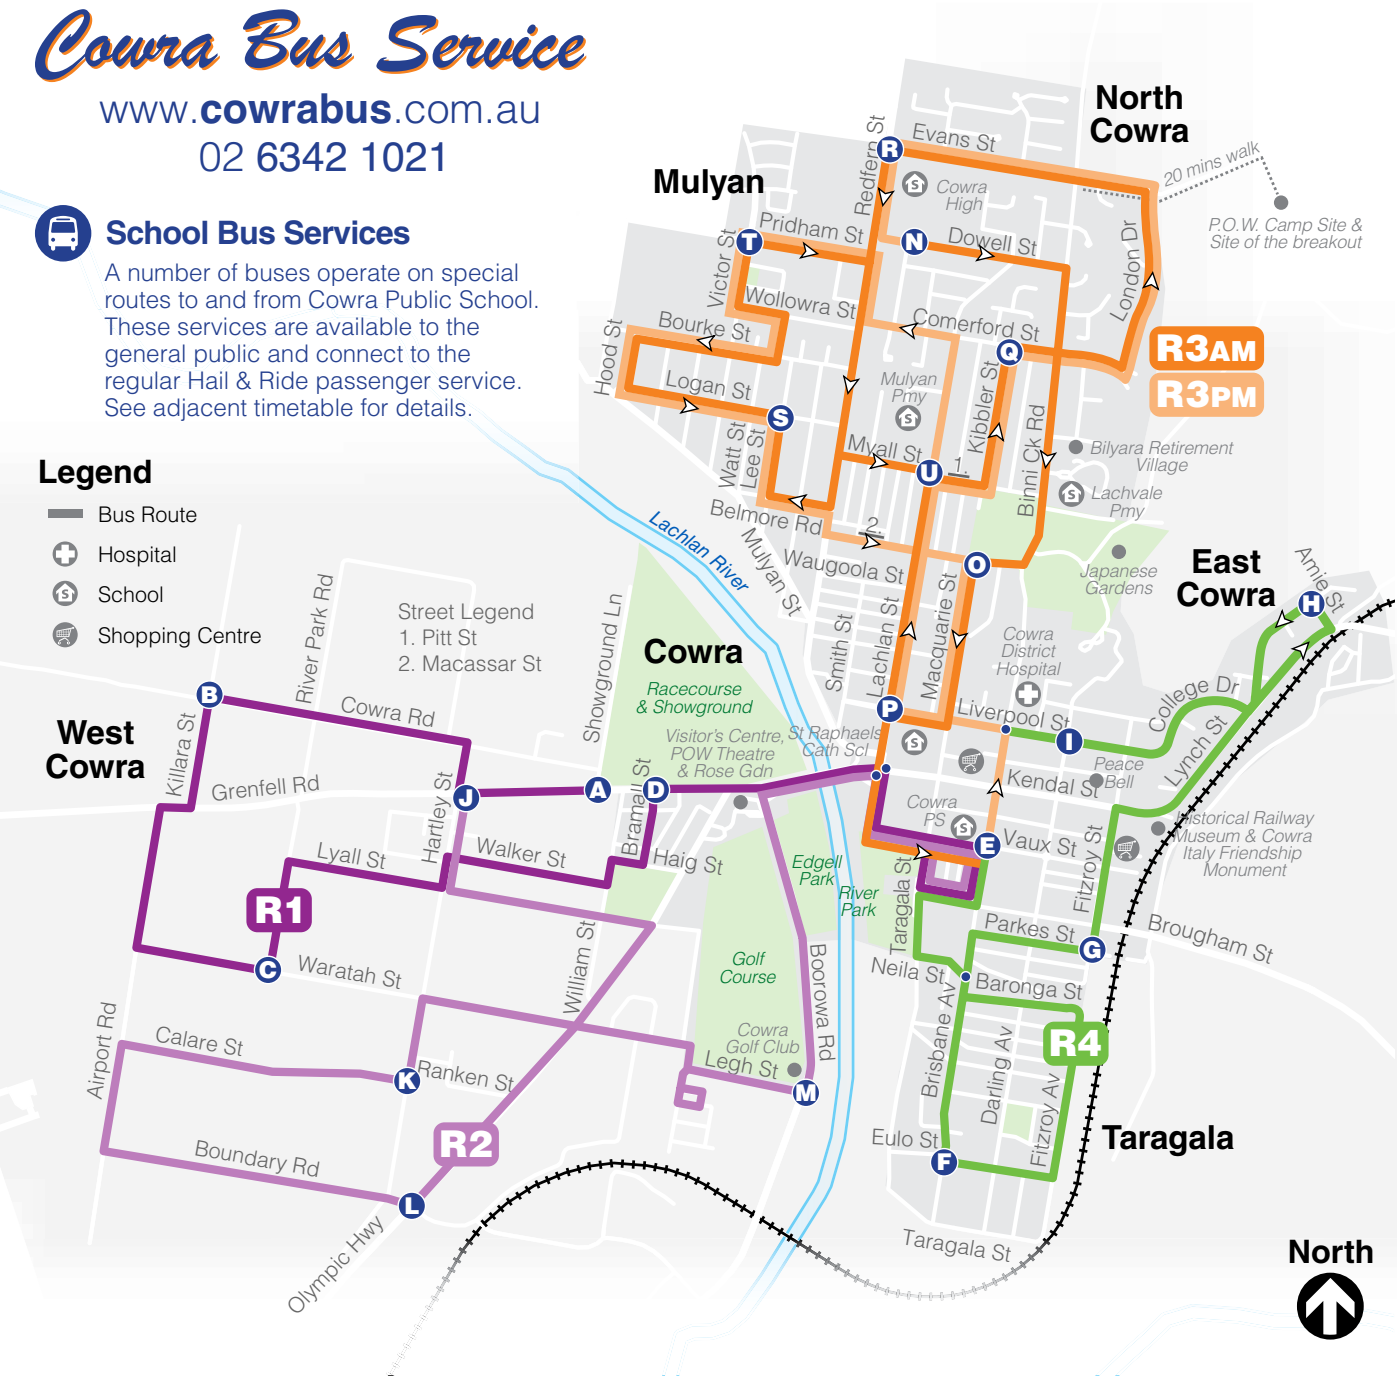 Cowra Bus Service
www.cowrabus.com.au
02 6342 1021
School Bus Services
A number of buses operate on special
routes to and from Cowra Public School.
These services are available to the
general public and connect to the
regular Hail & Ride passenger service.
See adjacent timetable for details.
Legend
Bus Route
Hospital
School
Shopping Centre
Street Legend
1. Pitt St
2. Macassar St
North
Cowra
Mulyan
East
Cowra
Cowra
West
Cowra
Taragala
North
R3AM
R3PM
R1
R2
R4
Evans St
Redfern St
R
S
Cowra
High
20 mins walk
P.O.W. Camp Site &
Site of the breakout
Pridham St
T
N
Dowell St
London Dr
Victor St
Wollowra St
Bourke St
Comerford St
Q
Hood St
Logan St
Mulyan
Pmy
S
Kibbler St
S
Watt St
Lee St
Myall St
U
1.
Binni Ck Rd
Bilyara Retirement
Village
S
Lachvale
Pmy
Belmore Rd
2.
Lachlan River
Mulyan St
Waugoola St
O
Japanese
Gardens
Amie St
H
Smith St
Lachlan St
Macquarie St
Cowra
District
Hospital
River Park Rd
Showground Ln
Racecourse
& Showground
B
Cowra Rd
Killara St
P
Liverpool St
I
College Dr
Lynch St
Visitor's Centre,
POW Theatre
& Rose Gdn
St Raphaels
Cath Scl
S
Peace
Bell
Kendal St
Grenfell Rd
Hartley St
J
A
Bramall St
D
Cowra
PS
S
E
Vaux St
Historical Railway
Museum & Cowra
Italy Friendship
Monument
Fitzroy St
Lyall St
Walker St
Haig St
Edgell
Park
River
Park
Taragala St
Parkes St
G
Brougham St
C
Waratah St
William St
Golf
Course
Boorowa Rd
Neila St
Baronga St
Airport Rd
Calare St
K
Ranken St
Cowra
Golf Club
Legh St
M
Brisbane Av
Darling Av
Fitzroy Av
Eulo St
F
Boundary Rd
L
Olympic Hwy
Taragala St